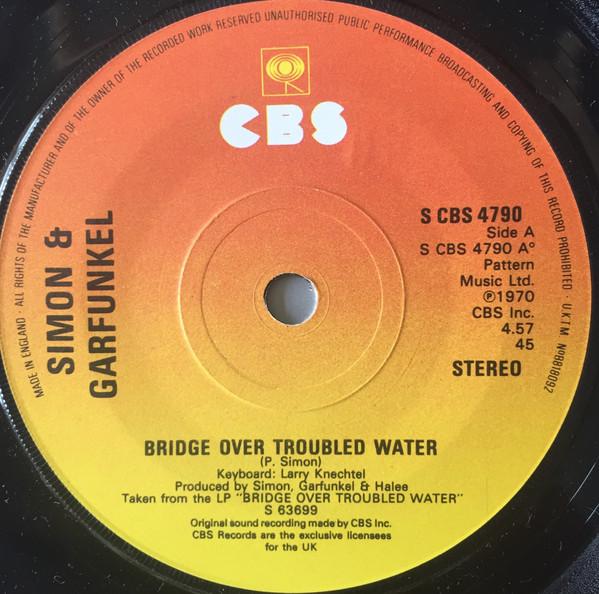 MADE IN ENGLAND · ALL RIGHTS OF THE MANUFACTURER AND OF THE OWNER OF THE RECORDED WORK RESERVED UNAUTHORISED PUBLIC PERFORMANCE BROADCASTING AND COPYING OF THIS RECORD PROHIBITED · U.K.T.M. Nº B818092
CBS
SIMON &
GARFUNKEL
S CBS 4790
Side A
S CBS 4790 A°
Pattern
Music Ltd.
℗1970
CBS Inc.
4.57
45
STEREO
BRIDGE OVER TROUBLED WATER
(P. Simon)
Keyboard: Larry Knechtel
Produced by Simon, Garfunkel & Halee
Taken from the LP "BRIDGE OVER TROUBLED WATER"
S 63699
Original sound recording made by CBS Inc.
CBS Records are the exclusive licensees
for the UK